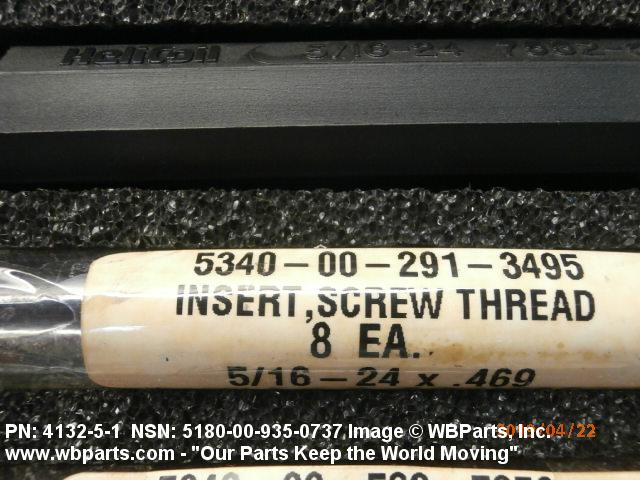 HeliCoil 5/16-24
5340-00-291-3495
INSERT, SCREW THREAD
8 EA.
5/16-24 x .469
PN: 4132-5-1 NSN: 5180-00-935-0737 Image © WBParts, Inc.
www.wbparts.com - "Our Parts Keep the World Moving"